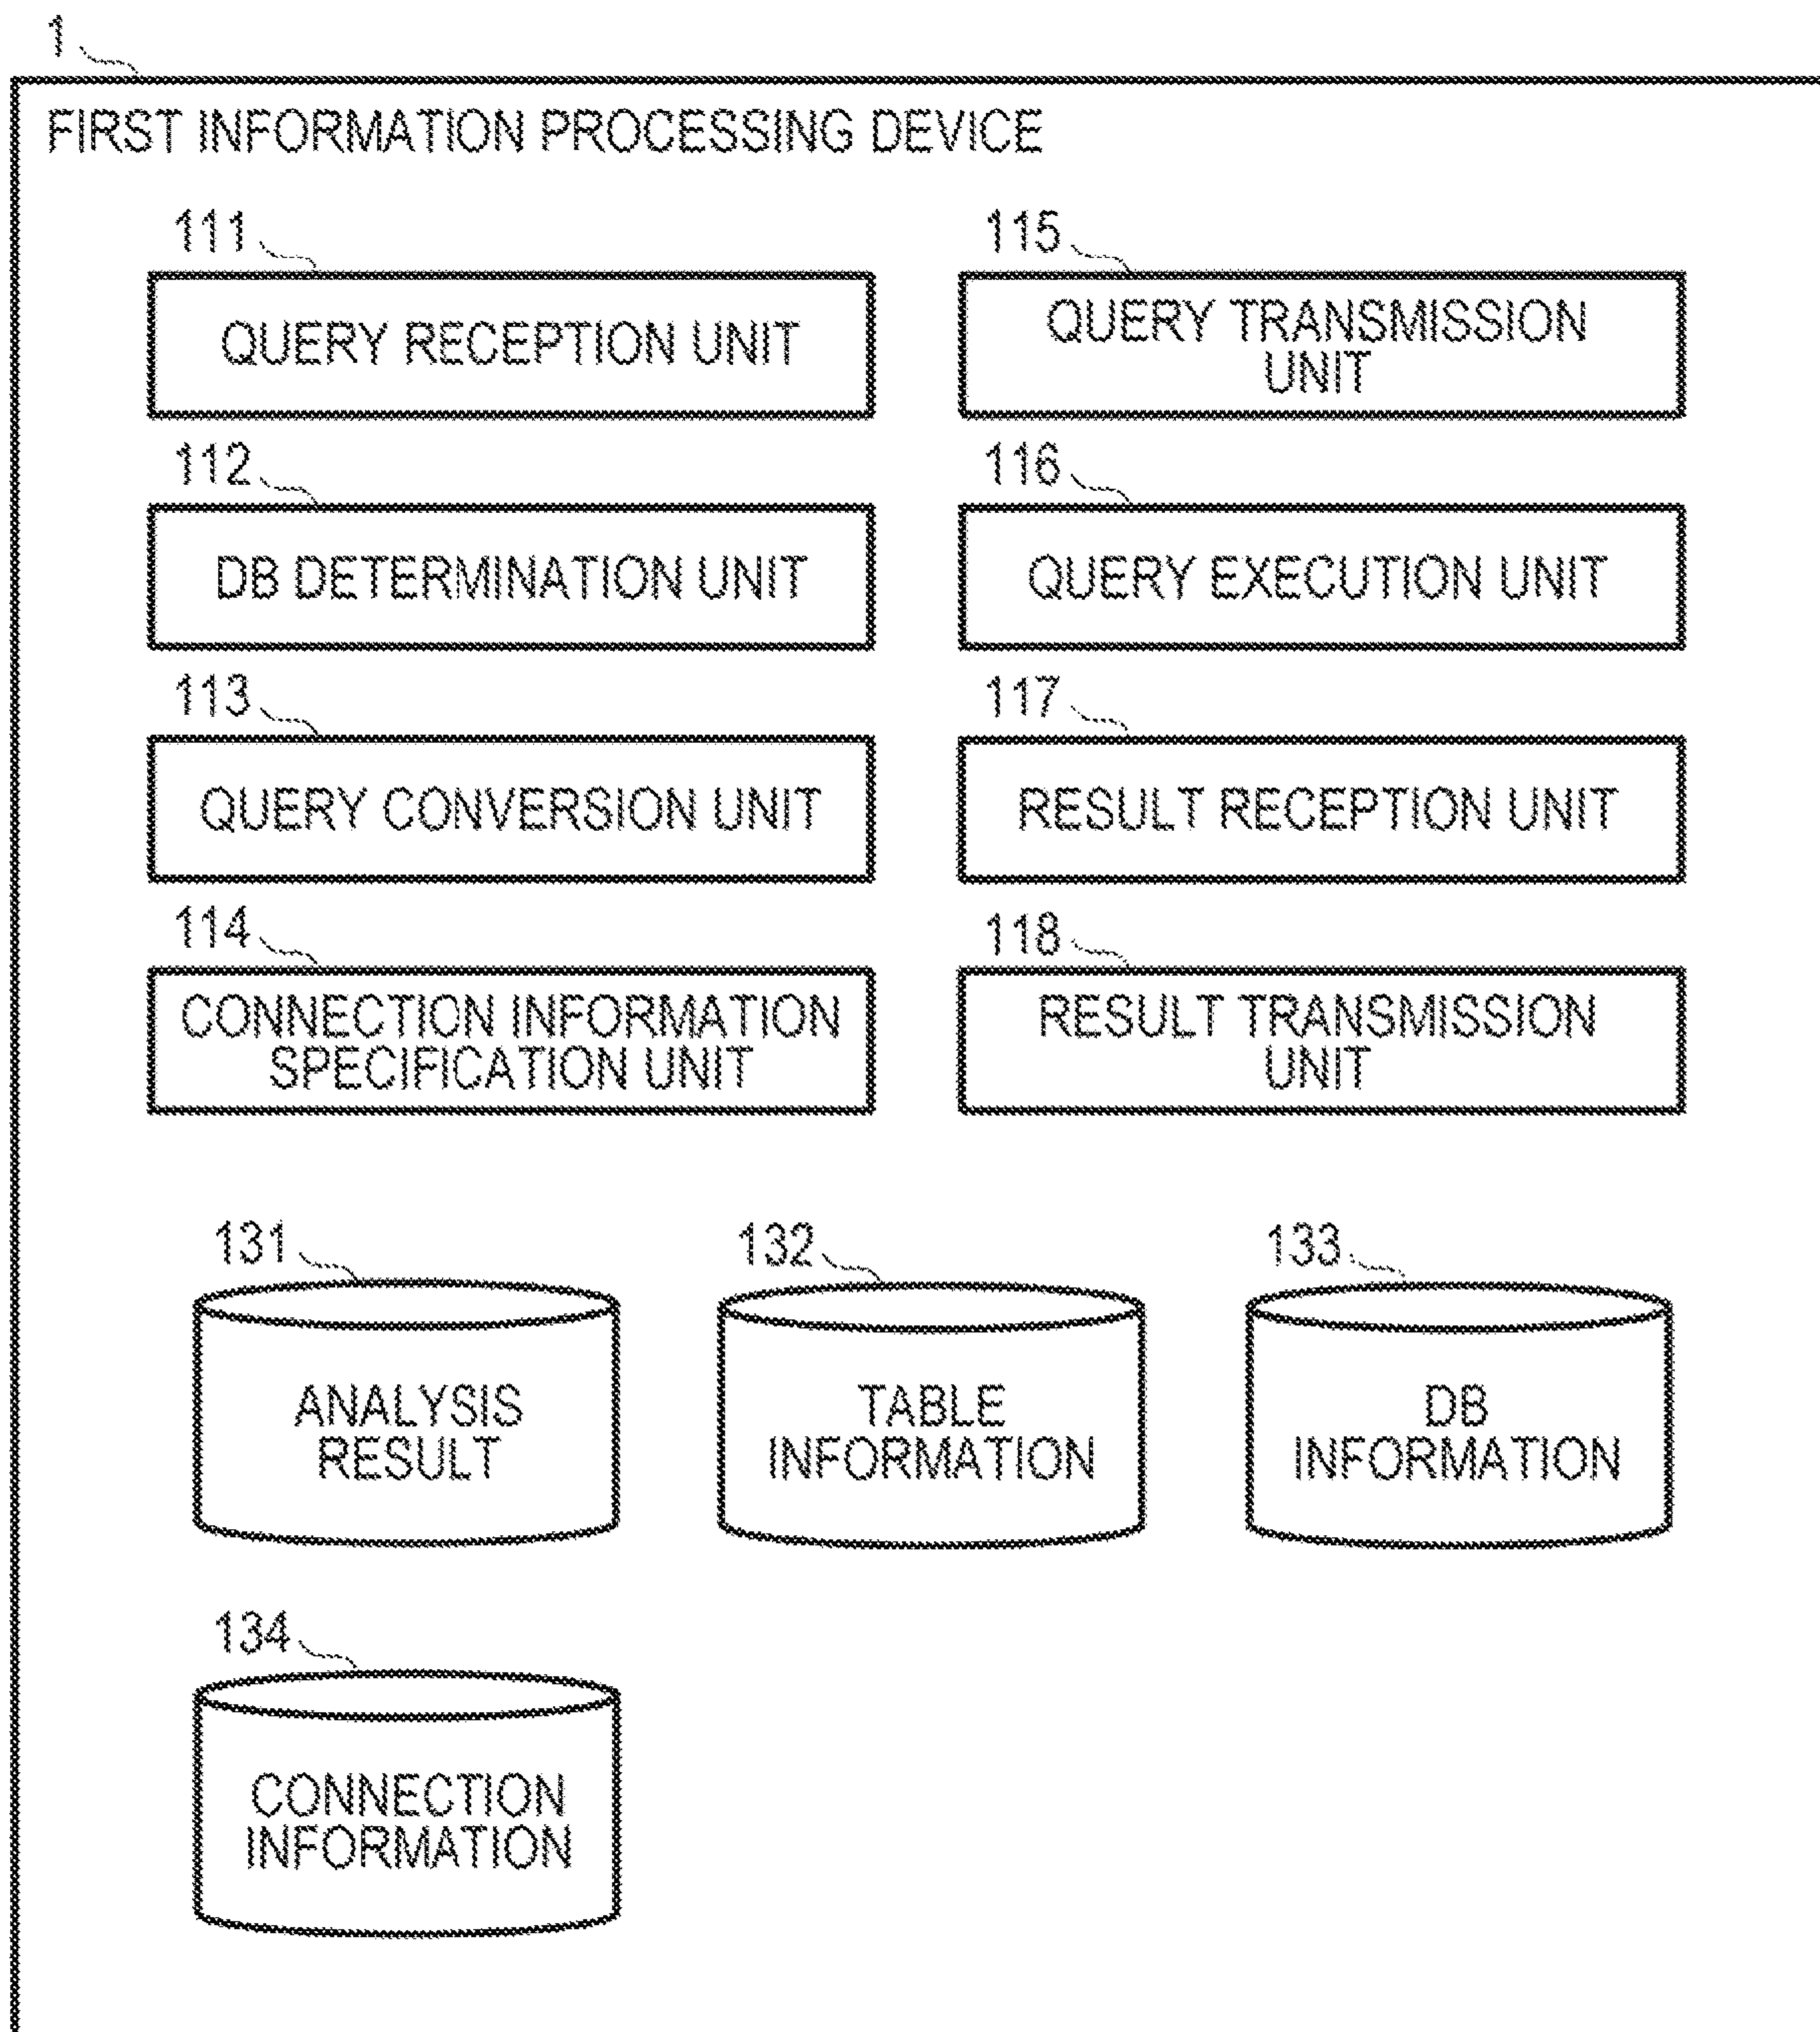 1
FIRST INFORMATION PROCESSING DEVICE
111
QUERY RECEPTION UNIT
112
DB DETERMINATION UNIT
113
QUERY CONVERSION UNIT
114
CONNECTION INFORMATION
SPECIFICATION UNIT
115
QUERY TRANSMISSION
UNIT
116
QUERY EXECUTION UNIT
117
RESULT RECEPTION UNIT
118
RESULT TRANSMISSION
UNIT
131
ANALYSIS
RESULT
132
TABLE
INFORMATION
133
DB
INFORMATION
134
CONNECTION
INFORMATION